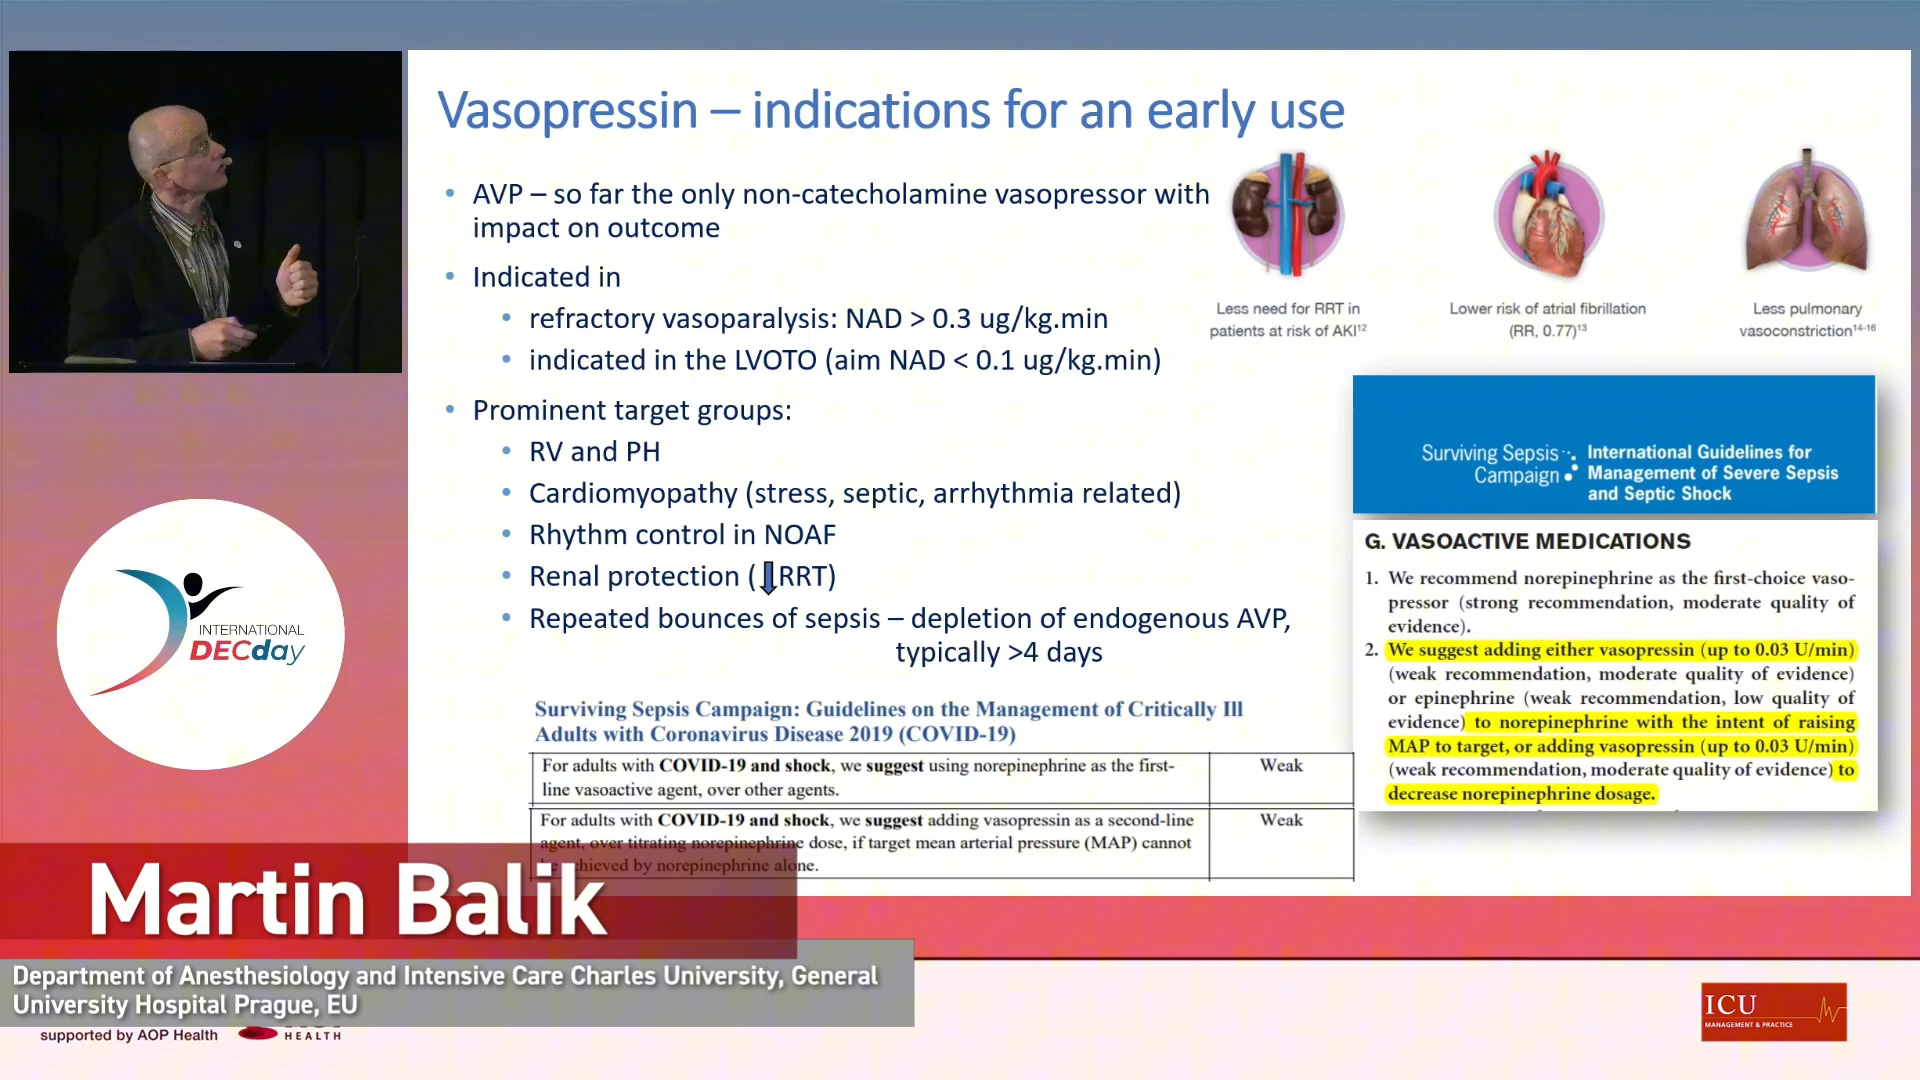 Vasopressin – indications for an early use
• AVP – so far the only non-catecholamine vasopressor with
impact on outcome
• Indicated in
• refractory vasoparalysis: NAD > 0.3 ug/kg.min
• indicated in the LVOTO (aim NAD < 0.1 ug/kg.min)
• Prominent target groups:
• RV and PH
• Cardiomyopathy (stress, septic, arrhythmia related)
• Rhythm control in NOAF
• Renal protection (⬇RRT)
• Repeated bounces of sepsis – depletion of endogenous AVP,
typically >4 days
Less need for RRT in
patients at risk of AKI¹²
Lower risk of atrial fibrillation
(RR, 0.77)¹³
Less pulmonary
vasoconstriction¹⁴⁻¹⁶
Surviving Sepsis
Campaign
International Guidelines for
Management of Severe Sepsis
and Septic Shock
G. VASOACTIVE MEDICATIONS
1. We recommend norepinephrine as the first-choice vaso-
pressor (strong recommendation, moderate quality of
evidence).
2. We suggest adding either vasopressin (up to 0.03 U/min)
(weak recommendation, moderate quality of evidence)
or epinephrine (weak recommendation, low quality of
evidence) to norepinephrine with the intent of raising
MAP to target, or adding vasopressin (up to 0.03 U/min)
(weak recommendation, moderate quality of evidence) to
decrease norepinephrine dosage.
Surviving Sepsis Campaign: Guidelines on the Management of Critically Ill
Adults with Coronavirus Disease 2019 (COVID-19)
For adults with COVID-19 and shock, we suggest using norepinephrine as the first-
line vasoactive agent, over other agents.
Weak
For adults with COVID-19 and shock, we suggest adding vasopressin as a second-line
agent, over titrating norepinephrine dose, if target mean arterial pressure (MAP) cannot
be achieved by norepinephrine alone.
Weak
INTERNATIONAL
DECday
Martin Balik
Department of Anesthesiology and Intensive Care Charles University, General
University Hospital Prague, EU
supported by AOP Health
HEALTH
ICU
MANAGEMENT & PRACTICE